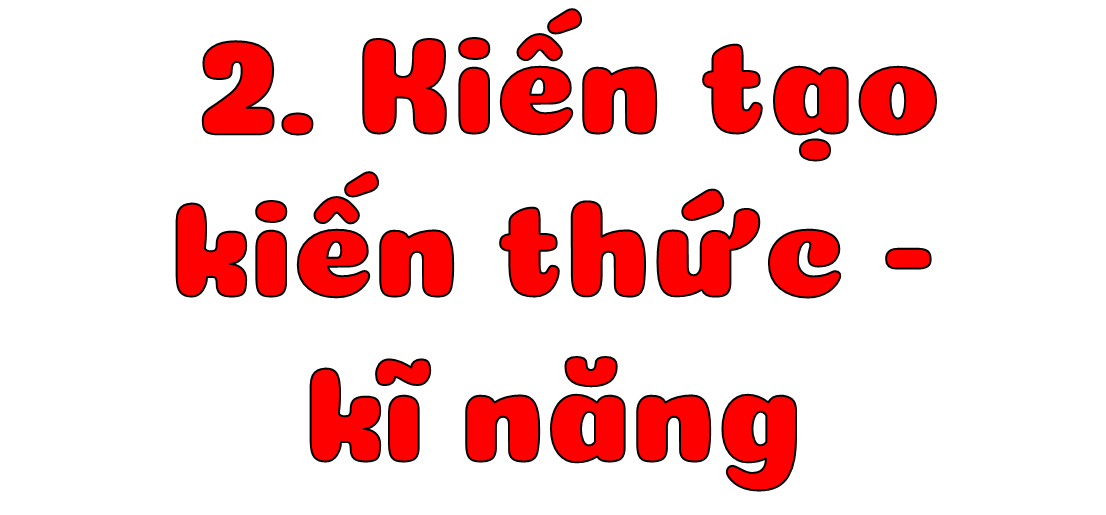 2. Kiến tạo
kiến thức -
kĩ năng